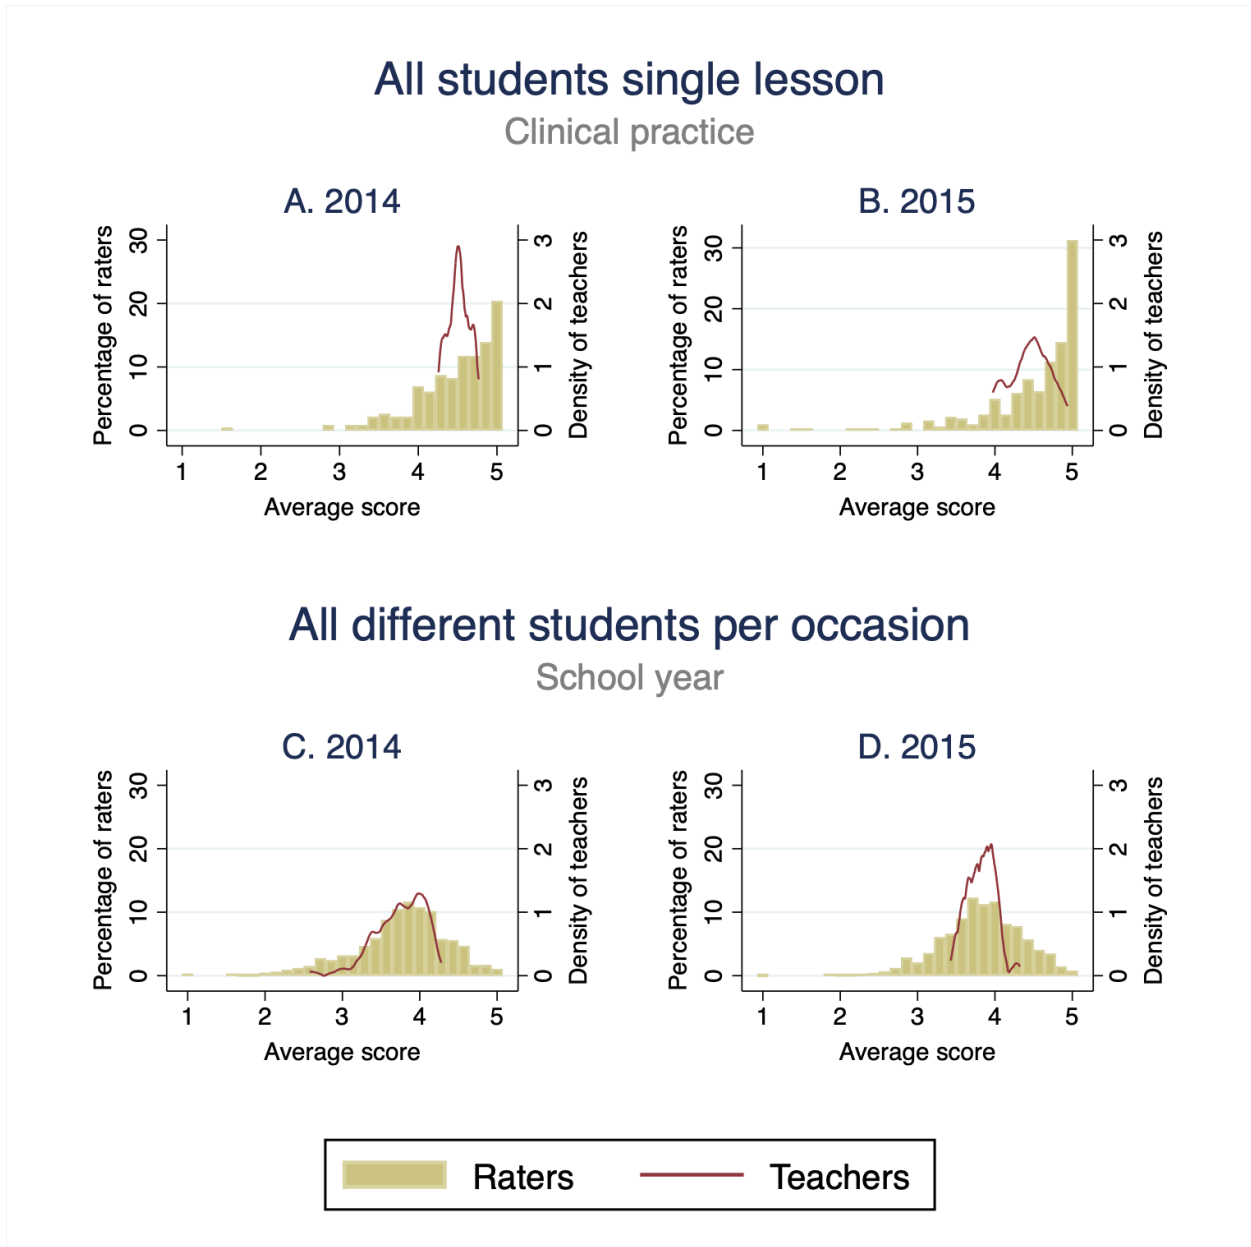 All students single lesson
Clinical practice
A. 2014
B. 2015
Percentage of raters
0 10 20 30
Density of teachers
0 1 2 3
1 2 3 4 5
Average score
Percentage of raters
0 10 20 30
Density of teachers
0 1 2 3
1 2 3 4 5
Average score
All different students per occasion
School year
C. 2014
D. 2015
Percentage of raters
0 10 20 30
Density of teachers
0 1 2 3
1 2 3 4 5
Average score
Percentage of raters
0 10 20 30
Density of teachers
0 1 2 3
1 2 3 4 5
Average score
Raters Teachers